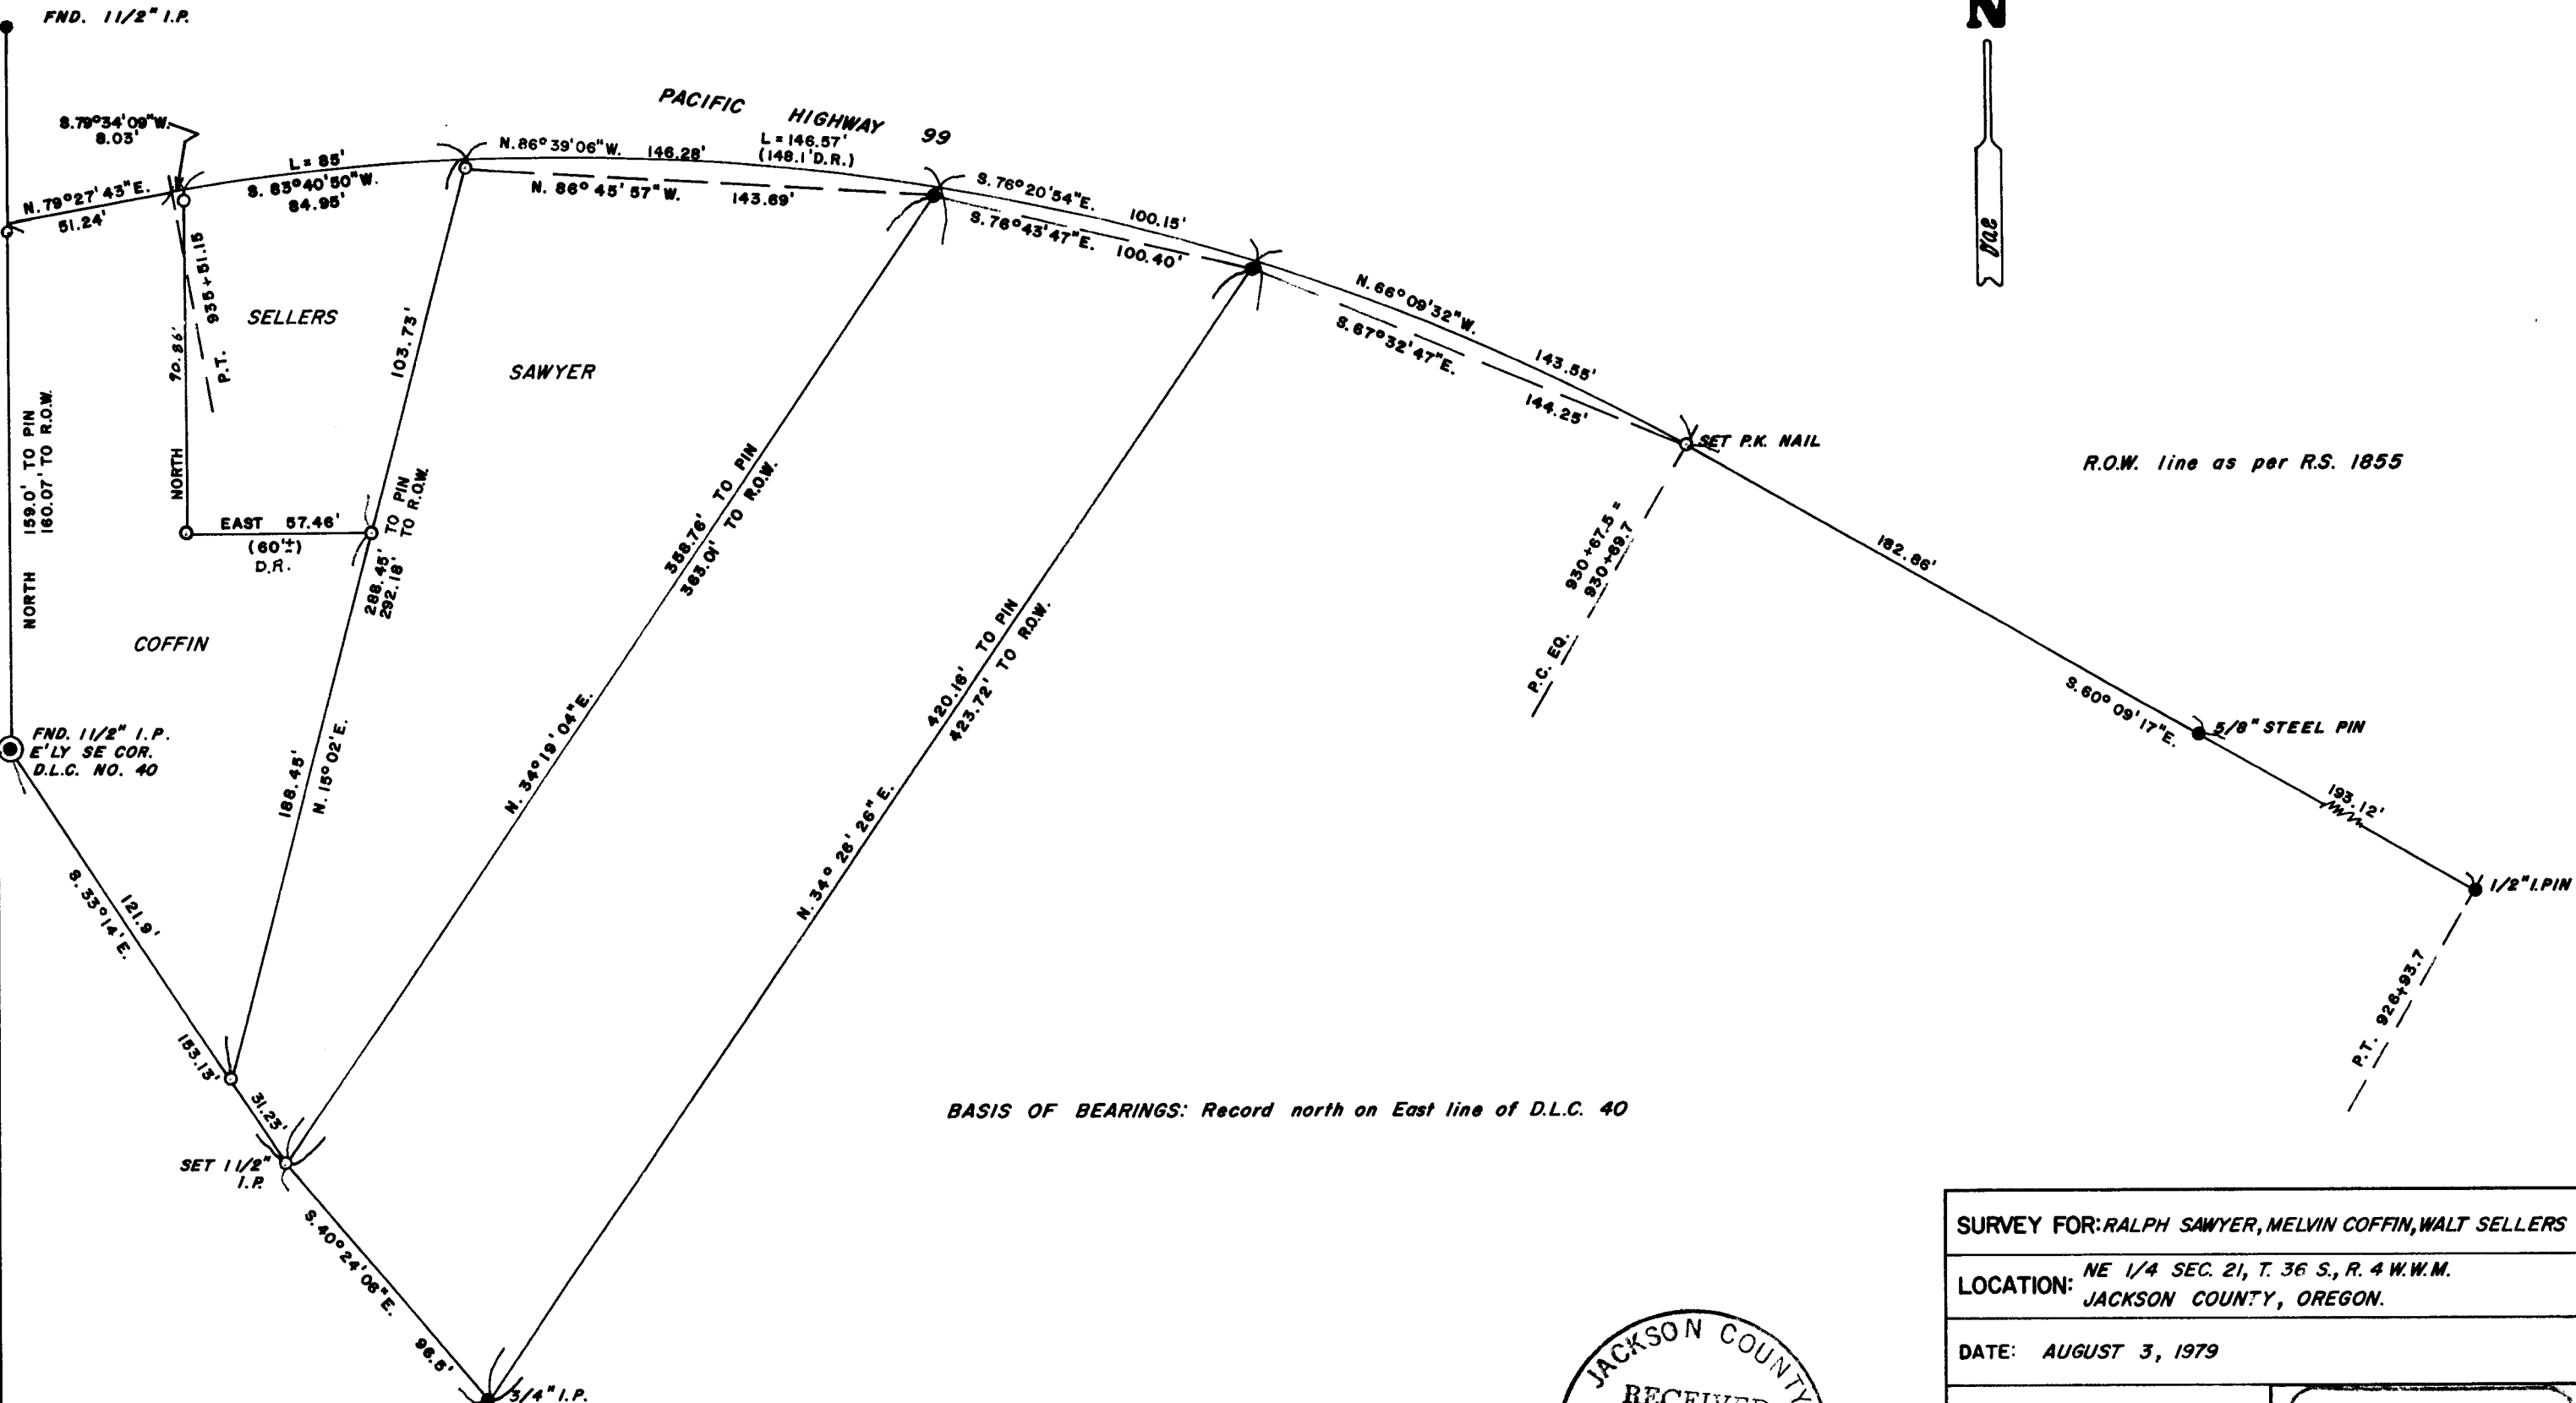 FND. 1 1/2" I.P.
N
val
PACIFIC HIGHWAY 99
S.79°34'09"W.
8.03'
L = 85'
S. 83°40'50"W.
84.95'
N.79°27'43"E.
51.24'
N.86°39'06"W. 146.28'
L = 146.57'
(148.1' D.R.)
N. 86°45'57"W. 143.69'
S.76°20'54"E. 100.15'
S.76°43'47"E. 100.40'
N.66°09'32"W. 143.55'
S.67°32'47"E. 144.25'
SET P.K. NAIL
R.O.W. line as per R.S. 1855
P.T. 935+51.15
SELLERS
SAWYER
NORTH 90.86'
103.73'
EAST 57.46'
(60'±)
D.R.
NORTH 159.0' TO PIN
160.07' TO R.O.W.
288.45' TO PIN
292.18' TO R.O.W.
358.76' TO PIN
363.01' TO R.O.W.
420.16' TO PIN
423.72' TO R.O.W.
P.C. EQ. 930+67.5 =
930+69.7
182.86'
S.60°09'17"E.
5/8" STEEL PIN
193.12'
1/2" I.PIN
P.T. 926+93.7
COFFIN
FND. 1 1/2" I.P.
E'LY SE COR.
D.L.C. NO. 40
188.45'
N.15°02'E.
N. 34°19'04"E.
N. 34°26'26"E.
121.9'
S. 33°14'E.
153.13'
31.23'
SET 1 1/2"
I.P.
S.40°24'08"E. 96.5'
3/4" I.P.
BASIS OF BEARINGS: Record north on East line of D.L.C. 40
JACKSON COUNTY
RECEIVED
SURVEY FOR: RALPH SAWYER, MELVIN COFFIN, WALT SELLERS
LOCATION: NE 1/4 SEC. 21, T. 36 S., R. 4 W.W.M.
JACKSON COUNTY, OREGON.
DATE: AUGUST 3, 1979